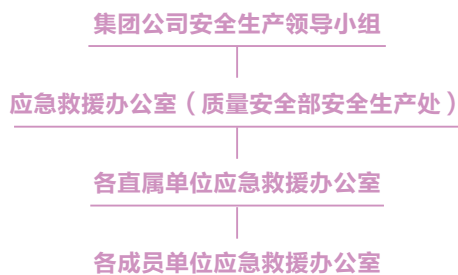 集团公司安全生产领导小组
应急救援办公室（质量安全部安全生产处）
各直属单位应急救援办公室
各成员单位应急救援办公室